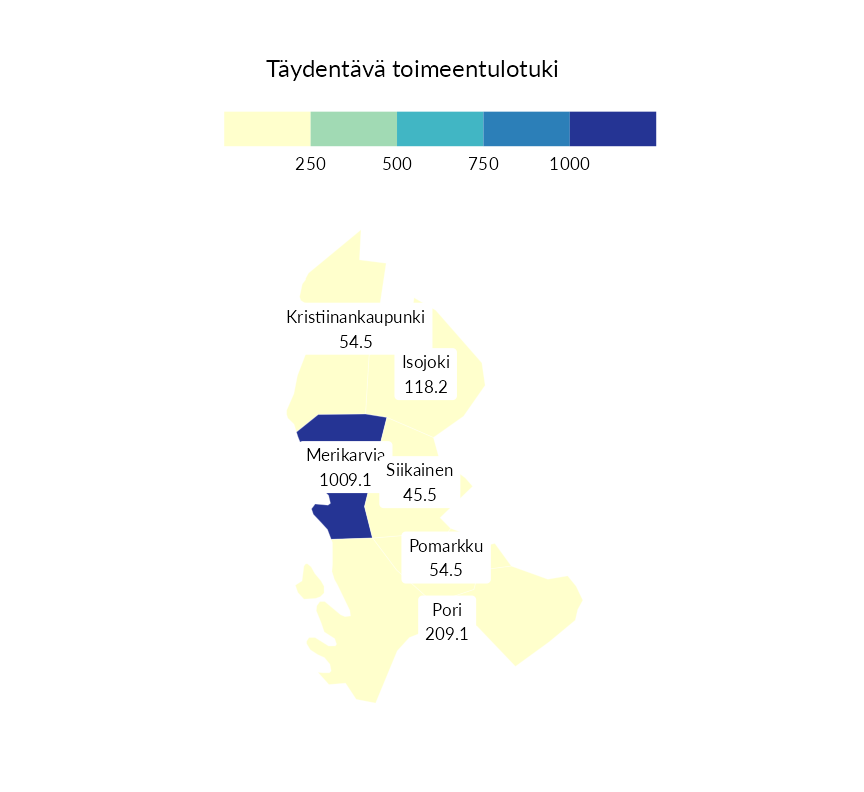 Täydentävä toimeentulotuki
250 500 750 1000
Kristiinankaupunki
54.5
Isojoki
118.2
Merikarvia
1009.1
Siikainen
45.5
Pomarkku
54.5
Pori
209.1